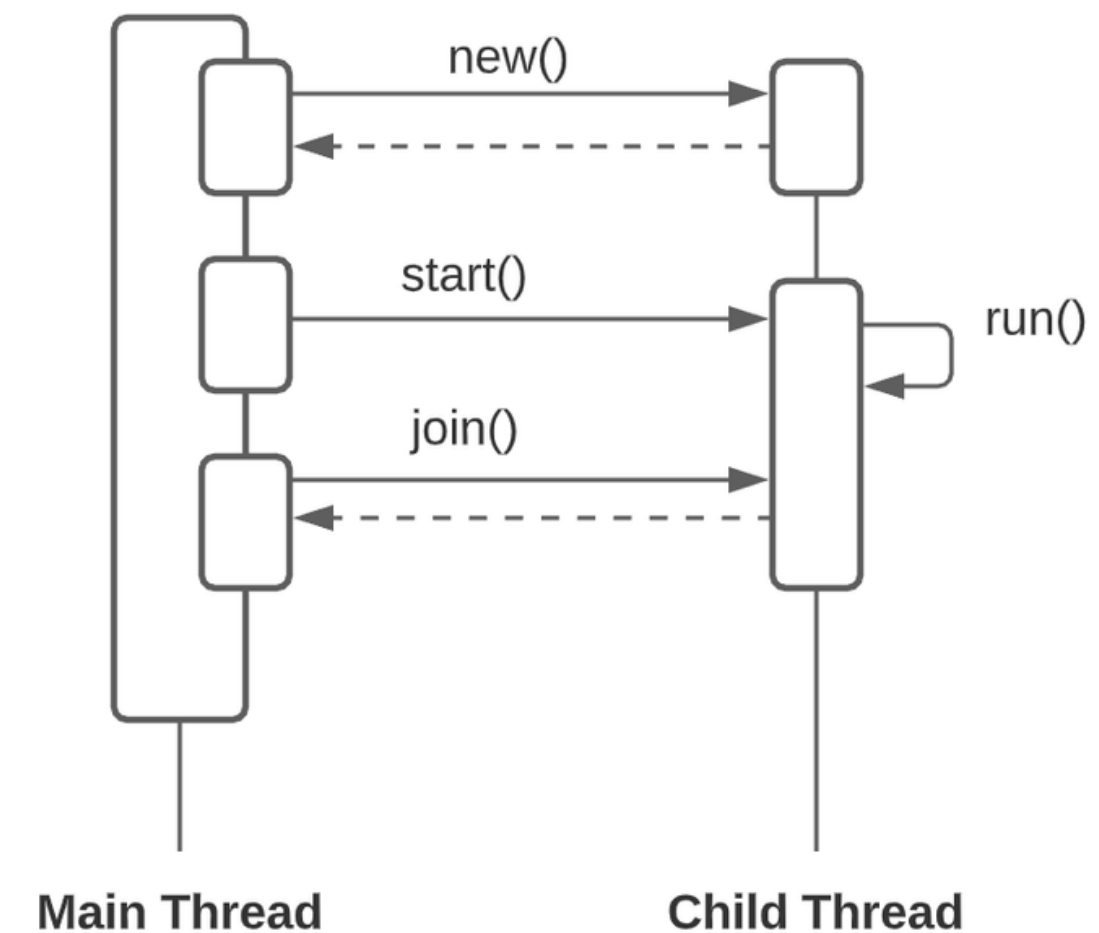 new()
start()
run()
join()
Main Thread
Child Thread